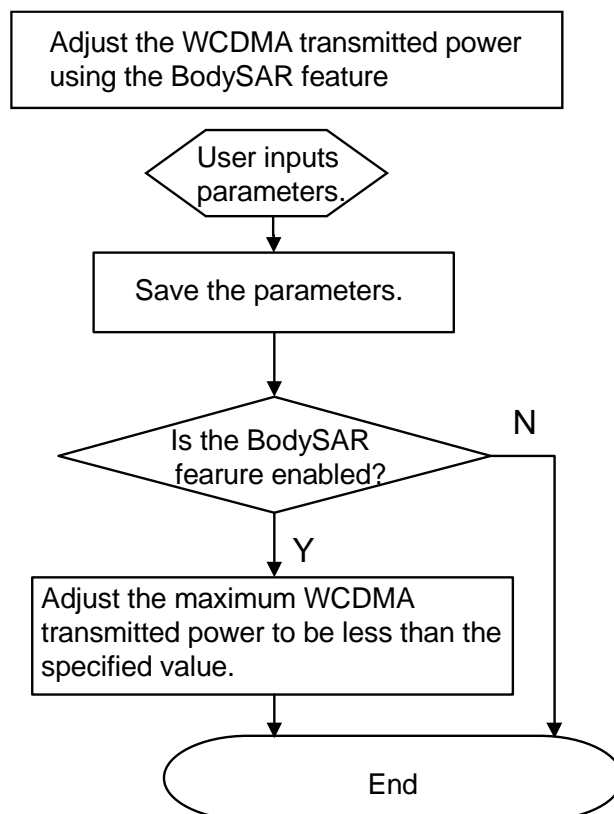 Adjust the WCDMA transmitted power
using the BodySAR feature
User inputs
parameters.
Save the parameters.
Is the BodySAR
fearure enabled?
N
Y
Adjust the maximum WCDMA
transmitted power to be less than the
specified value.
End